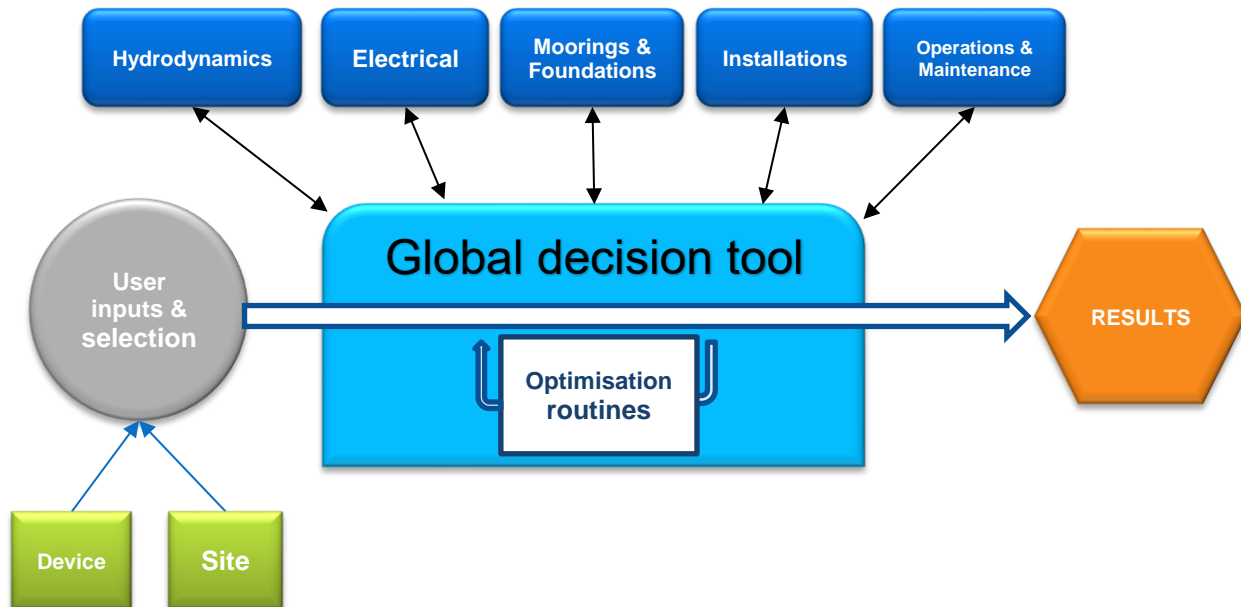 Hydrodynamics
Electrical
Moorings &
Foundations
Installations
Operations &
Maintenance
Global decision tool
User
inputs &
selection
RESULTS
Optimisation
routines
Device
Site